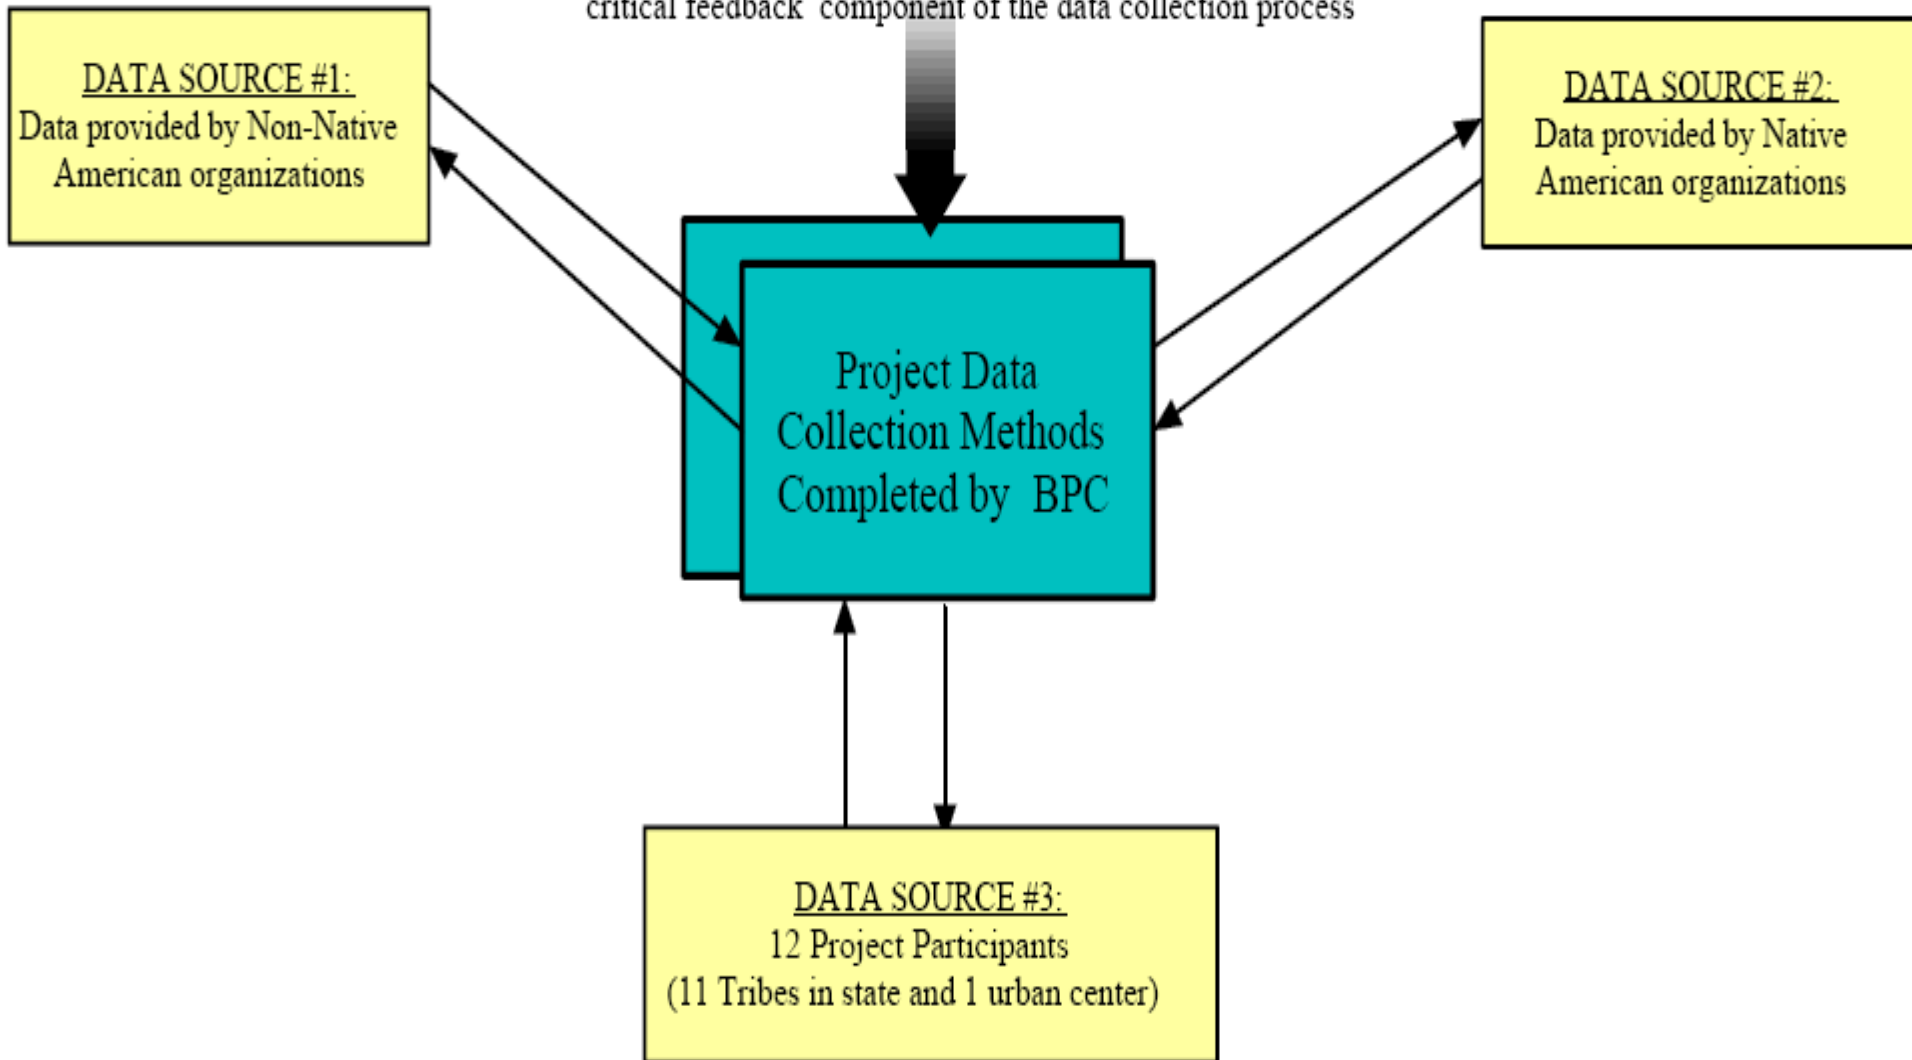 critical feedback component of the data collection process
DATA SOURCE #1:
Data provided by Non-Native
American organizations
DATA SOURCE #2:
Data provided by Native
American organizations
Project Data
Collection Methods
Completed by BPC
DATA SOURCE #3:
12 Project Participants
(11 Tribes in state and 1 urban center)